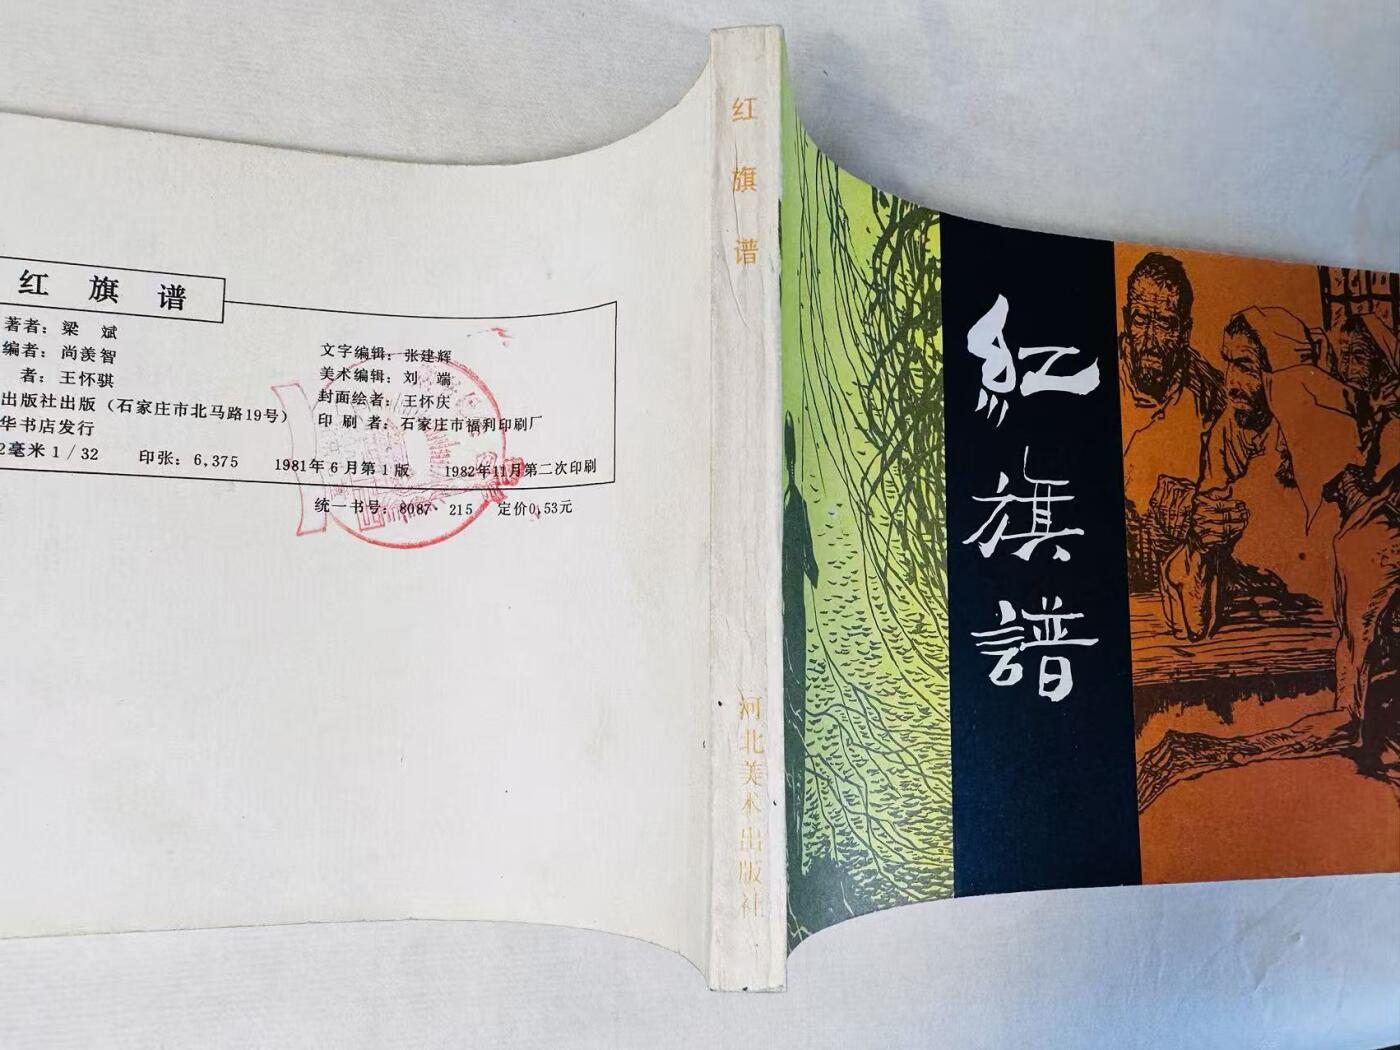 红旗谱
著者：梁 斌
编者：尚羡智
者：王怀骐
出版社出版（石家庄市北马路19号）
华书店发行
2毫米1/32 印张：6,375 1981年6月第1版 1982年11月第二次印刷
文字编辑：张建辉
美术编辑：刘 端
封面绘者：王怀庆
印刷者：石家庄市福利印刷厂
统一书号：8087·215 定价0,53元
红旗谱
河北美术出版社
紅旗譜